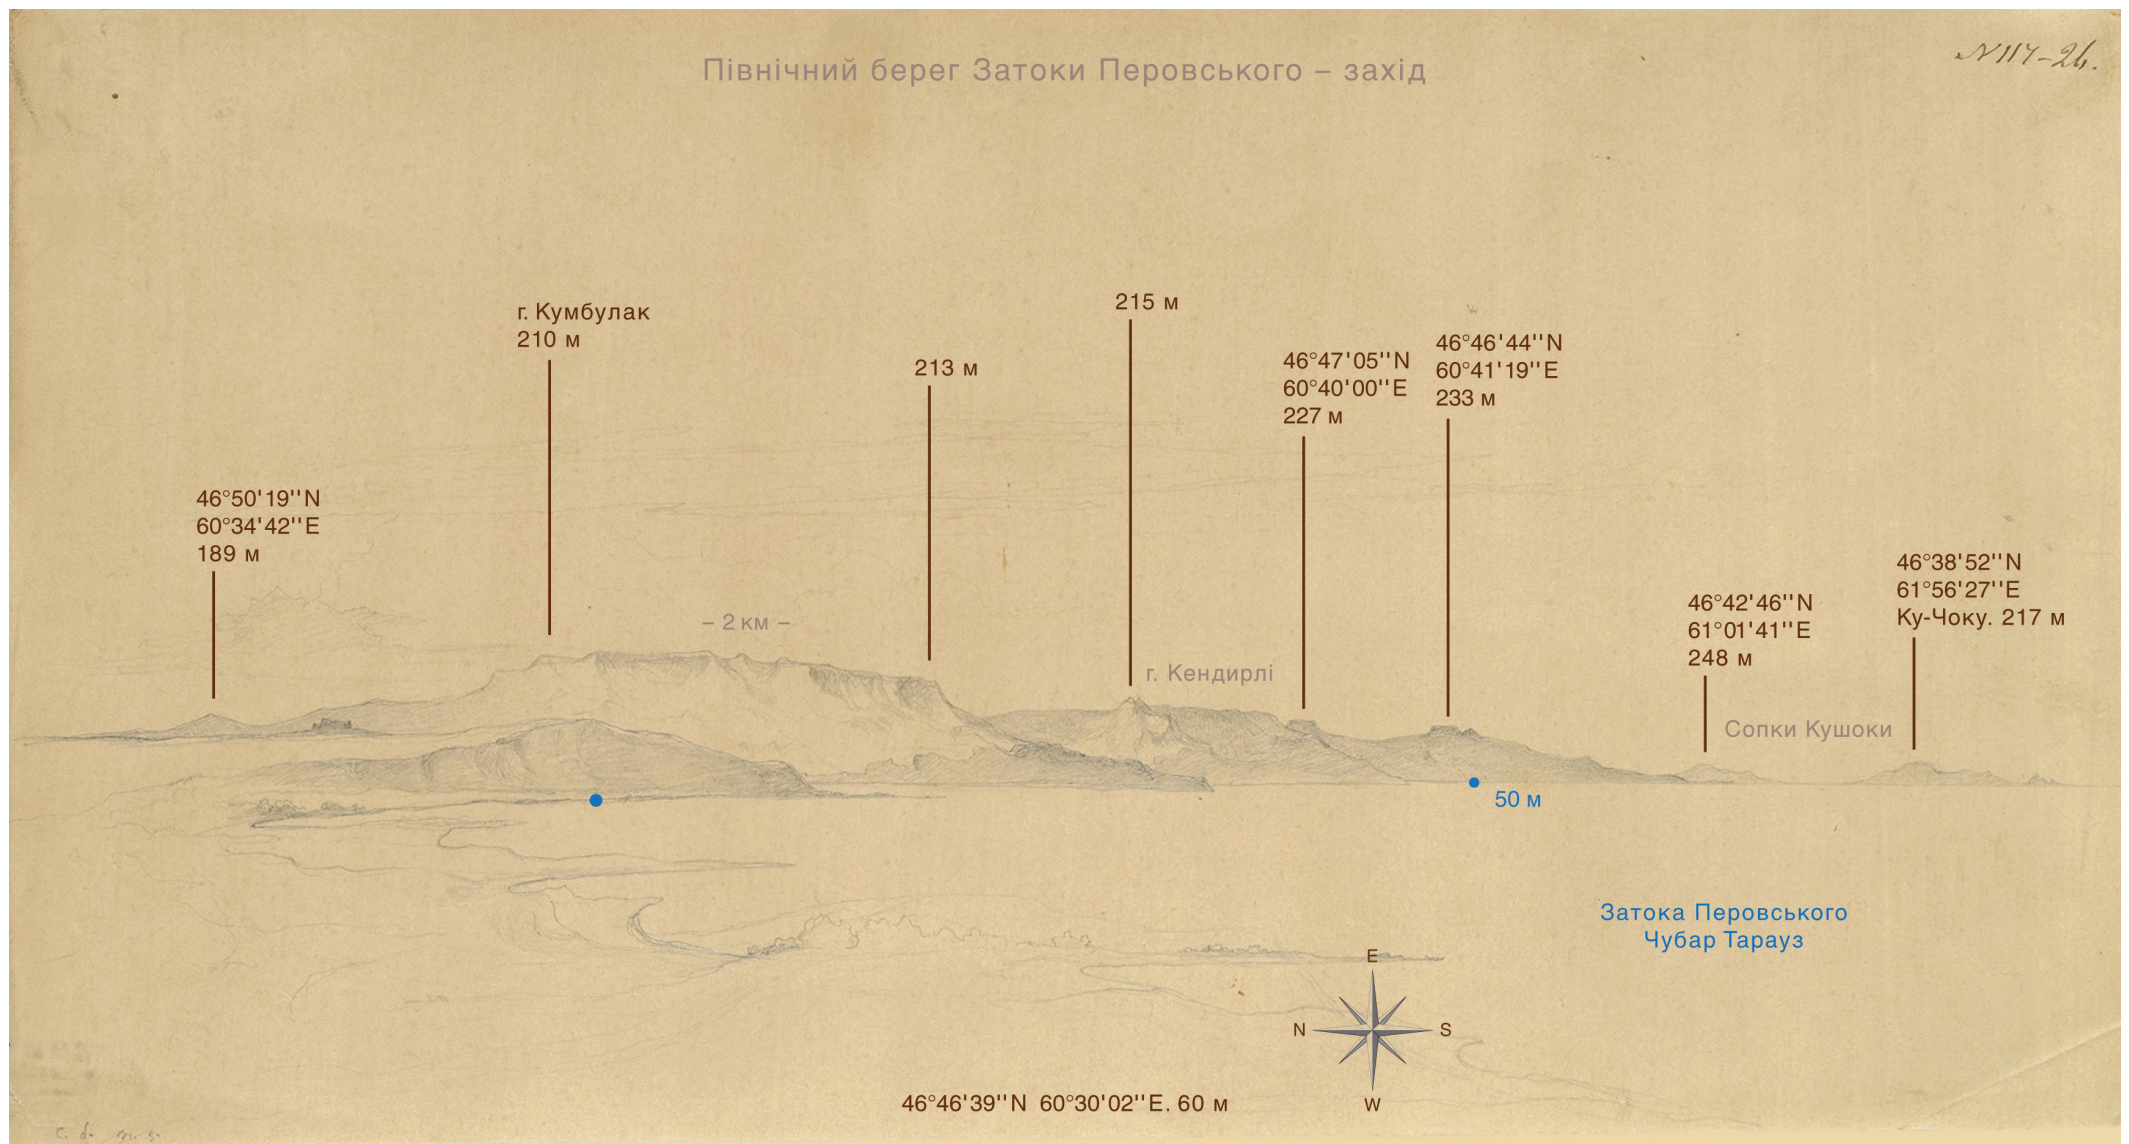 Північний берег Затоки Перовського – захід
N 114-26.
г. Кумбулак
210 м
215 м
213 м
46°47'05''N
60°40'00''E
227 м
46°46'44''N
60°41'19''E
233 м
46°50'19''N
60°34'42''E
189 м
46°42'46''N
61°01'41''E
248 м
46°38'52''N
61°56'27''E
Ку-Чоку. 217 м
– 2 км –
г. Кендирлі
Сопки Кушоки
50 м
Затока Перовського
Чубар Тарауз
E
N
S
W
46°46'39''N 60°30'02''E. 60 м